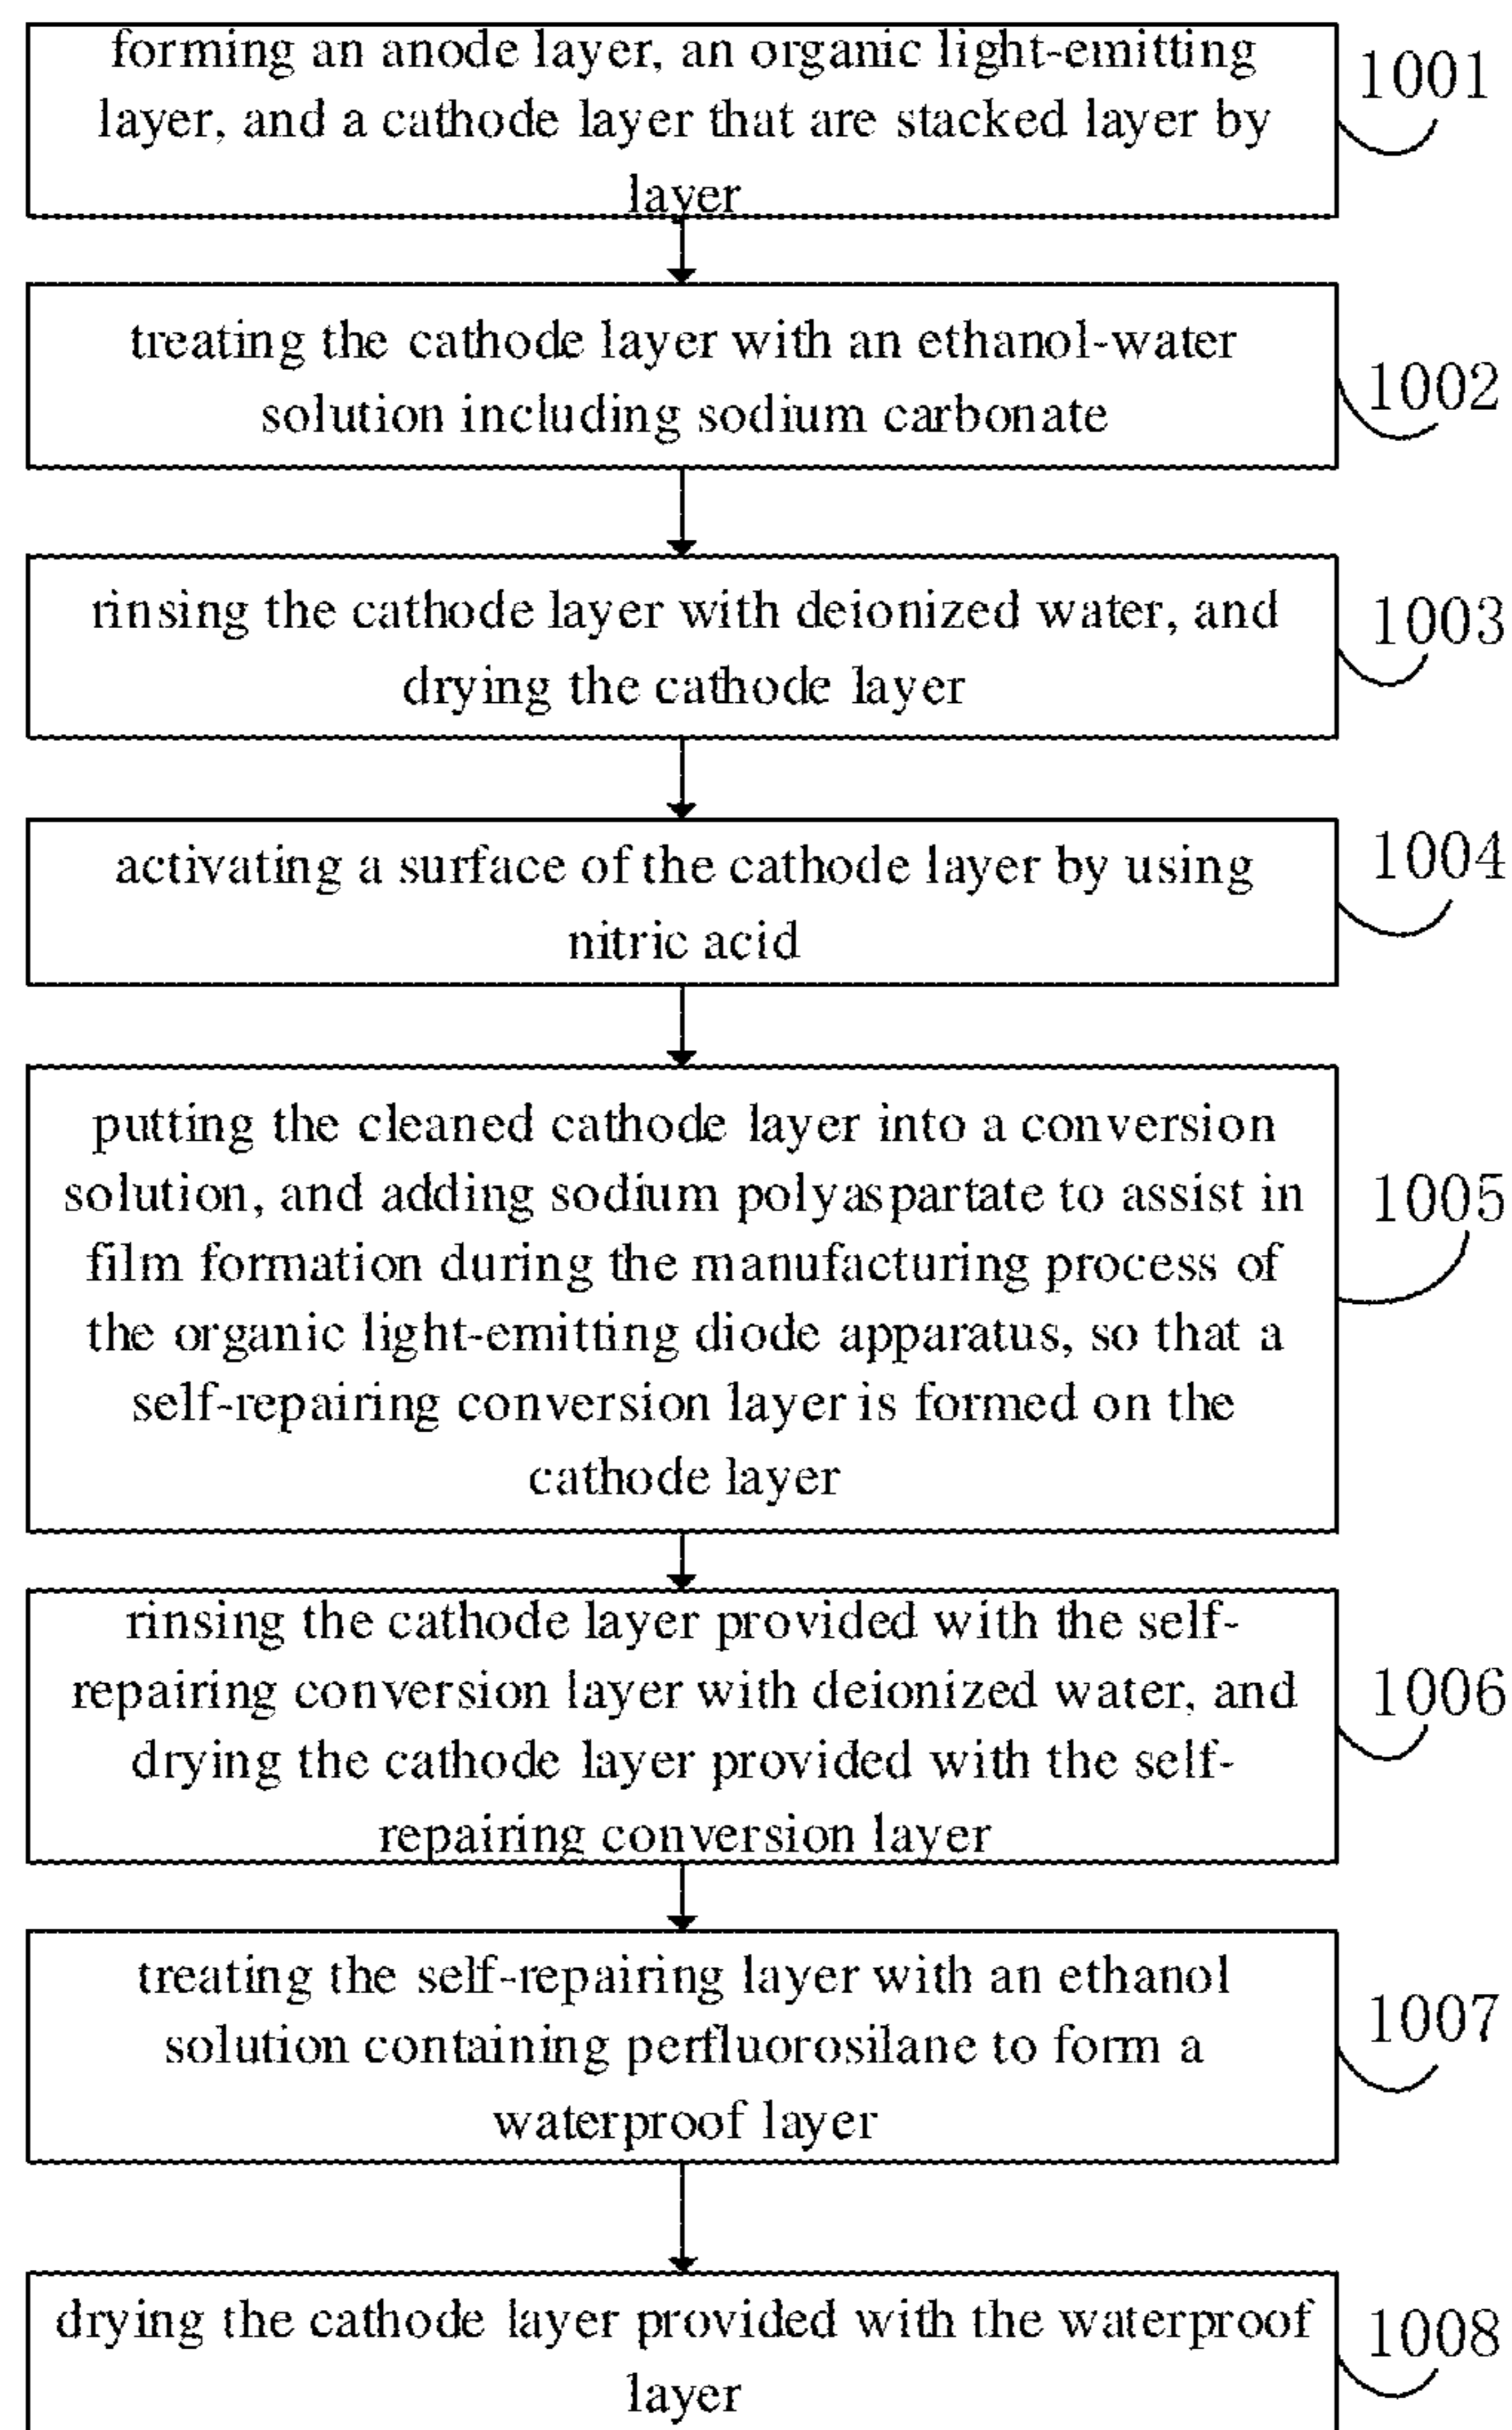 forming an anode layer, an organic light-emitting
layer, and a cathode layer that are stacked layer by
layer
1001
treating the cathode layer with an ethanol-water
solution including sodium carbonate
1002
rinsing the cathode layer with deionized water, and
drying the cathode layer
1003
activating a surface of the cathode layer by using
nitric acid
1004
putting the cleaned cathode layer into a conversion
solution, and adding sodium polyaspartate to assist in
film formation during the manufacturing process of
the organic light-emitting diode apparatus, so that a
self-repairing conversion layer is formed on the
cathode layer
1005
rinsing the cathode layer provided with the self-
repairing conversion layer with deionized water, and
drying the cathode layer provided with the self-
repairing conversion layer
1006
treating the self-repairing layer with an ethanol
solution containing perfluorosilane to form a
waterproof layer
1007
drying the cathode layer provided with the waterproof
layer
1008